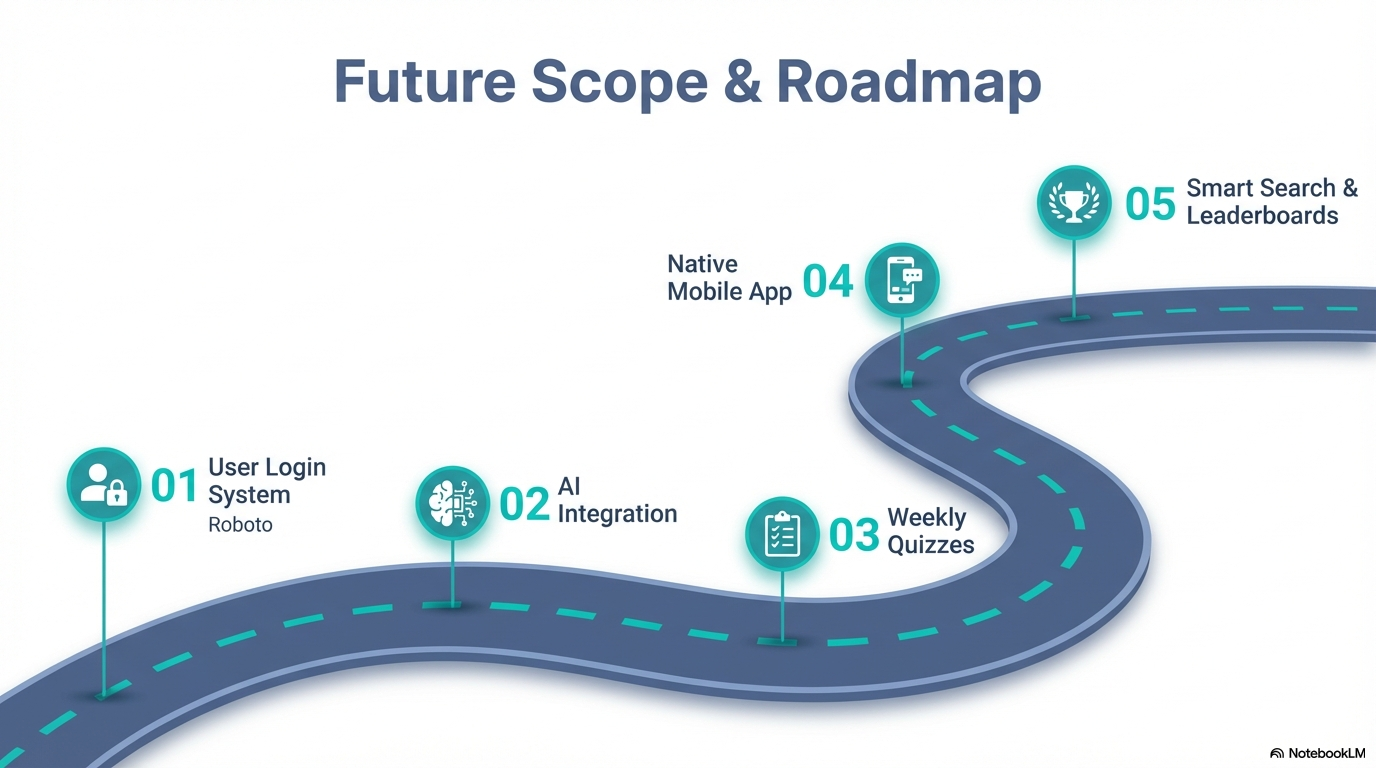 Future Scope & Roadmap
01
User Login
System
Roboto
02
AI
Integration
03
Weekly
Quizzes
Native
Mobile App
04
05
Smart Search &
Leaderboards
NotebookLM